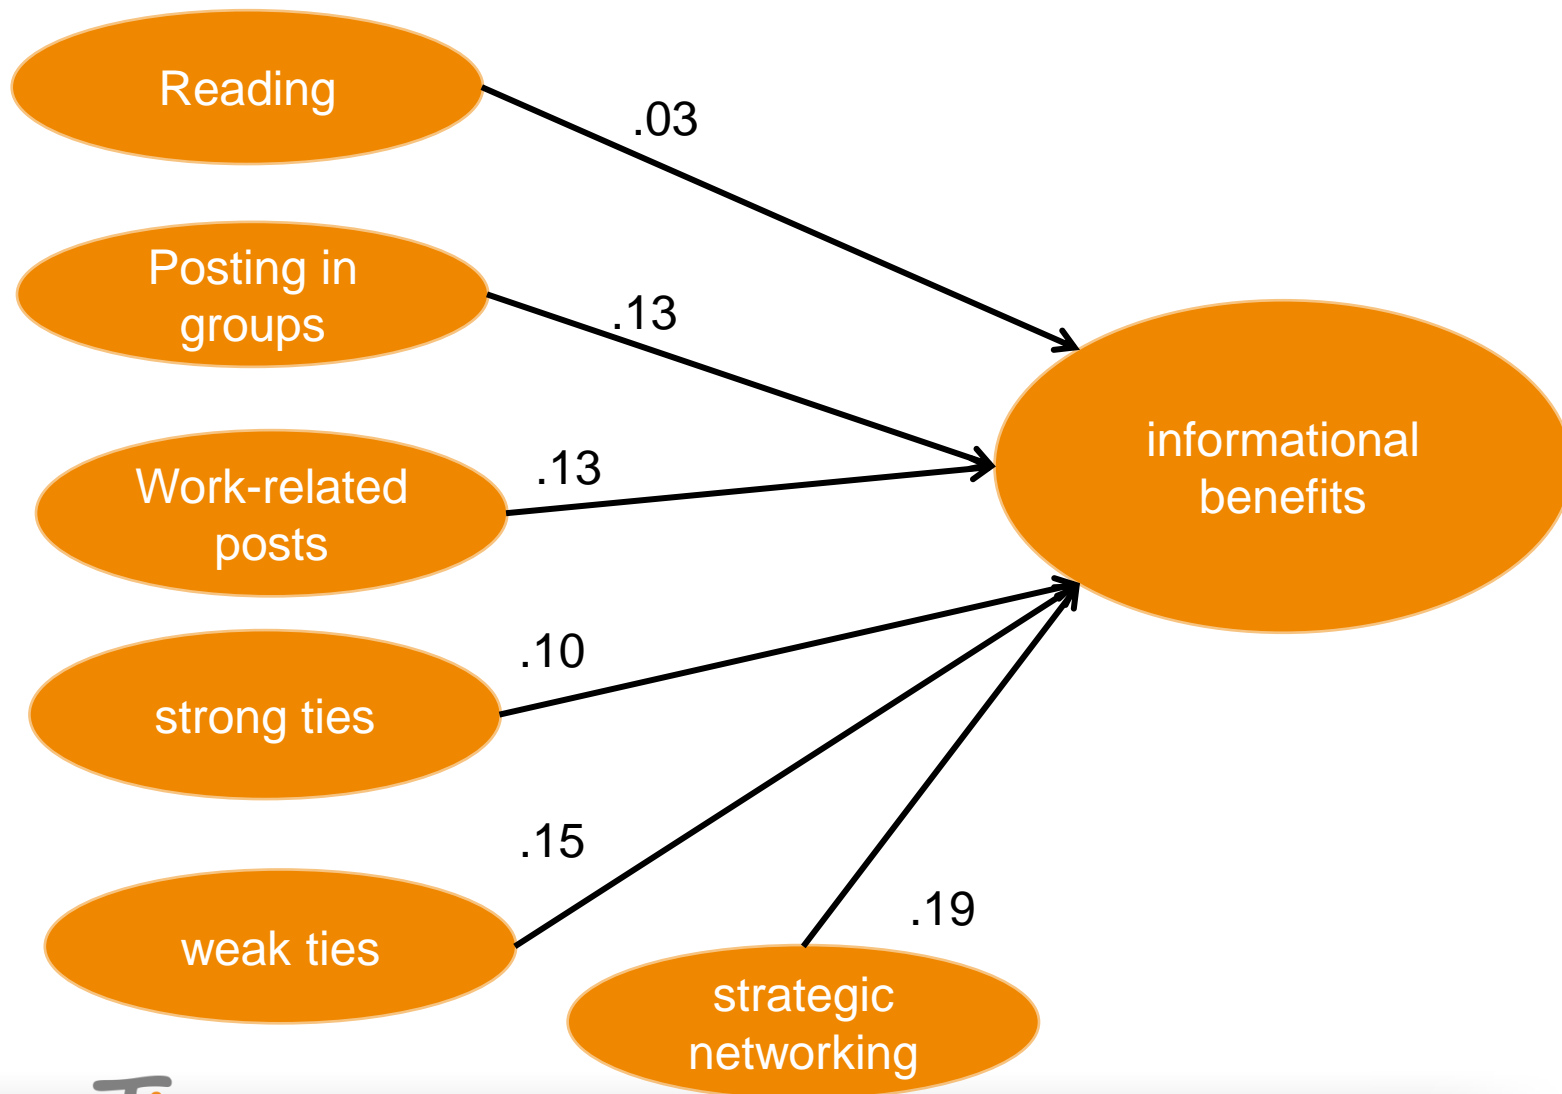 Reading
.03
Posting in
groups
.13
Work-related
posts
.13
informational
benefits
strong ties
.10
weak ties
.15
strategic
networking
.19